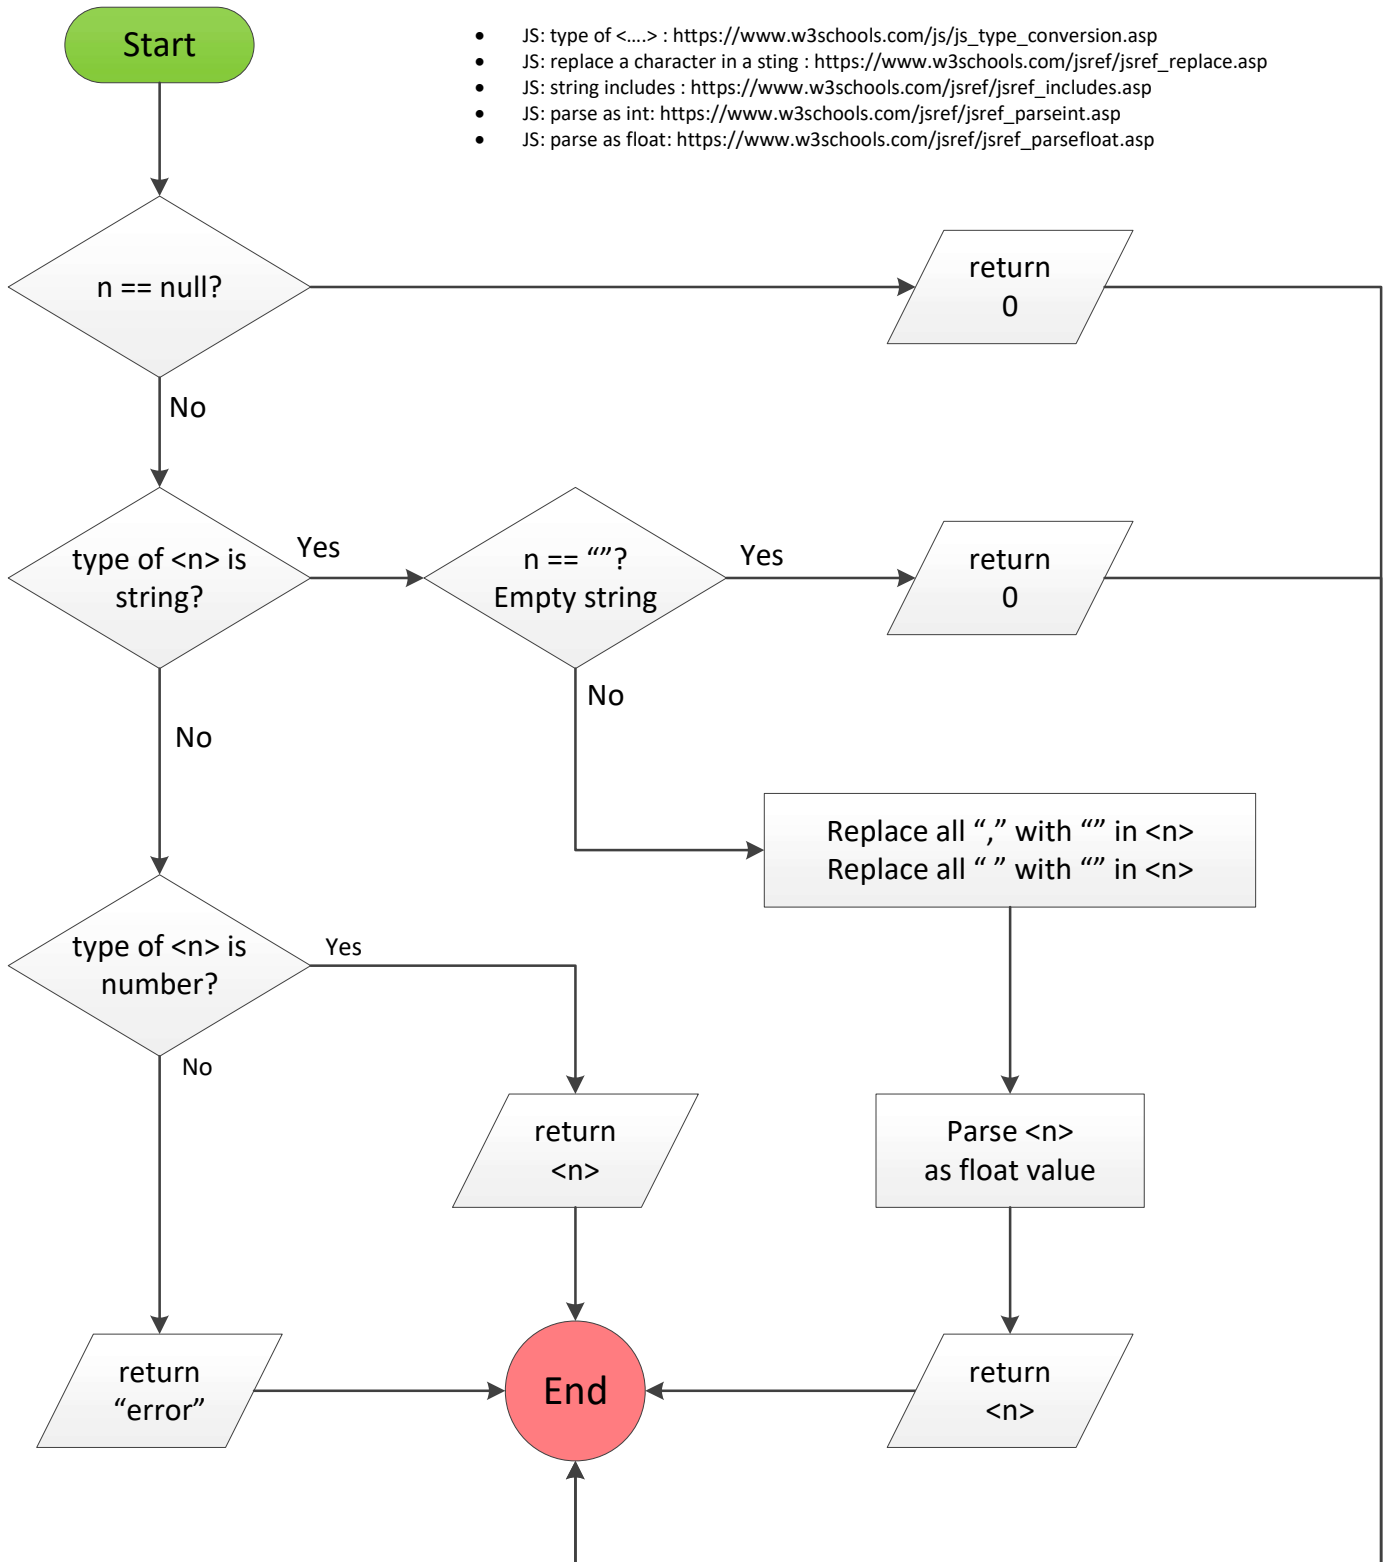 Start
• JS: type of <....> : https://www.w3schools.com/js/js_type_conversion.asp
• JS: replace a character in a sting : https://www.w3schools.com/jsref/jsref_replace.asp
• JS: string includes : https://www.w3schools.com/jsref/jsref_includes.asp
• JS: parse as int: https://www.w3schools.com/jsref/jsref_parseint.asp
• JS: parse as float: https://www.w3schools.com/jsref/jsref_parsefloat.asp
n == null?
return
0
No
type of <n> is
string?
Yes
n == “”?
Empty string
Yes
return
0
No
No
Replace all “,” with “” in <n>
Replace all “ ” with “” in <n>
type of <n> is
number?
Yes
No
return
<n>
Parse <n>
as float value
return
“error”
End
return
<n>